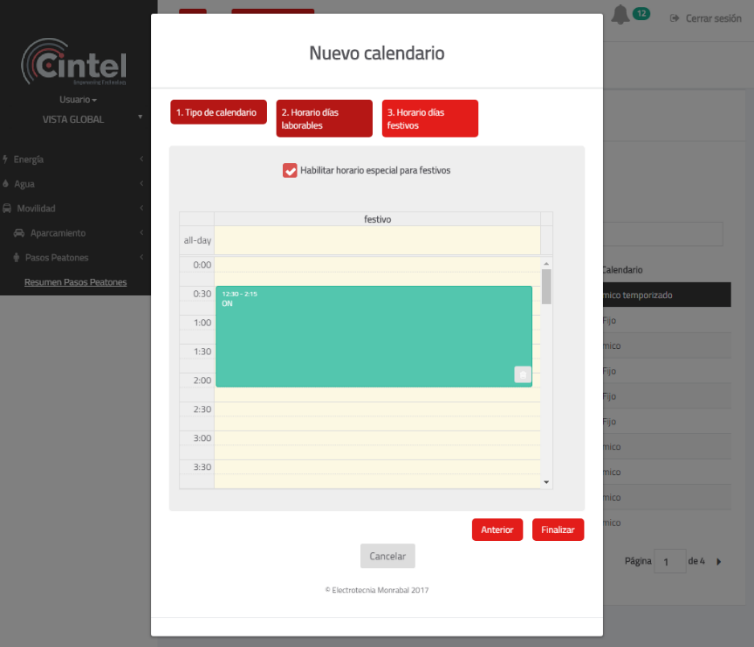 12
Cerrar sesión
Cintel
Empowering Technology
Usuario
VISTA GLOBAL
Energía
Agua
Movilidad
Aparcamiento
Pasos Peatones
Resumen Pasos Peatones
Nuevo calendario
1. Tipo de calendario
2. Horario días
laborables
3. Horario días
festivos
Habilitar horario especial para festivos
festivo
all-day
0:00
0:30
12:30 - 2:15
ON
1:00
1:30
2:00
2:30
3:00
3:30
Anterior
Finalizar
Cancelar
© Electrotecnia Monrabal 2017
Calendario
mico temporizado
Fijo
mico
Fijo
Fijo
Fijo
mico
mico
mico
mico
Página 1 de 4